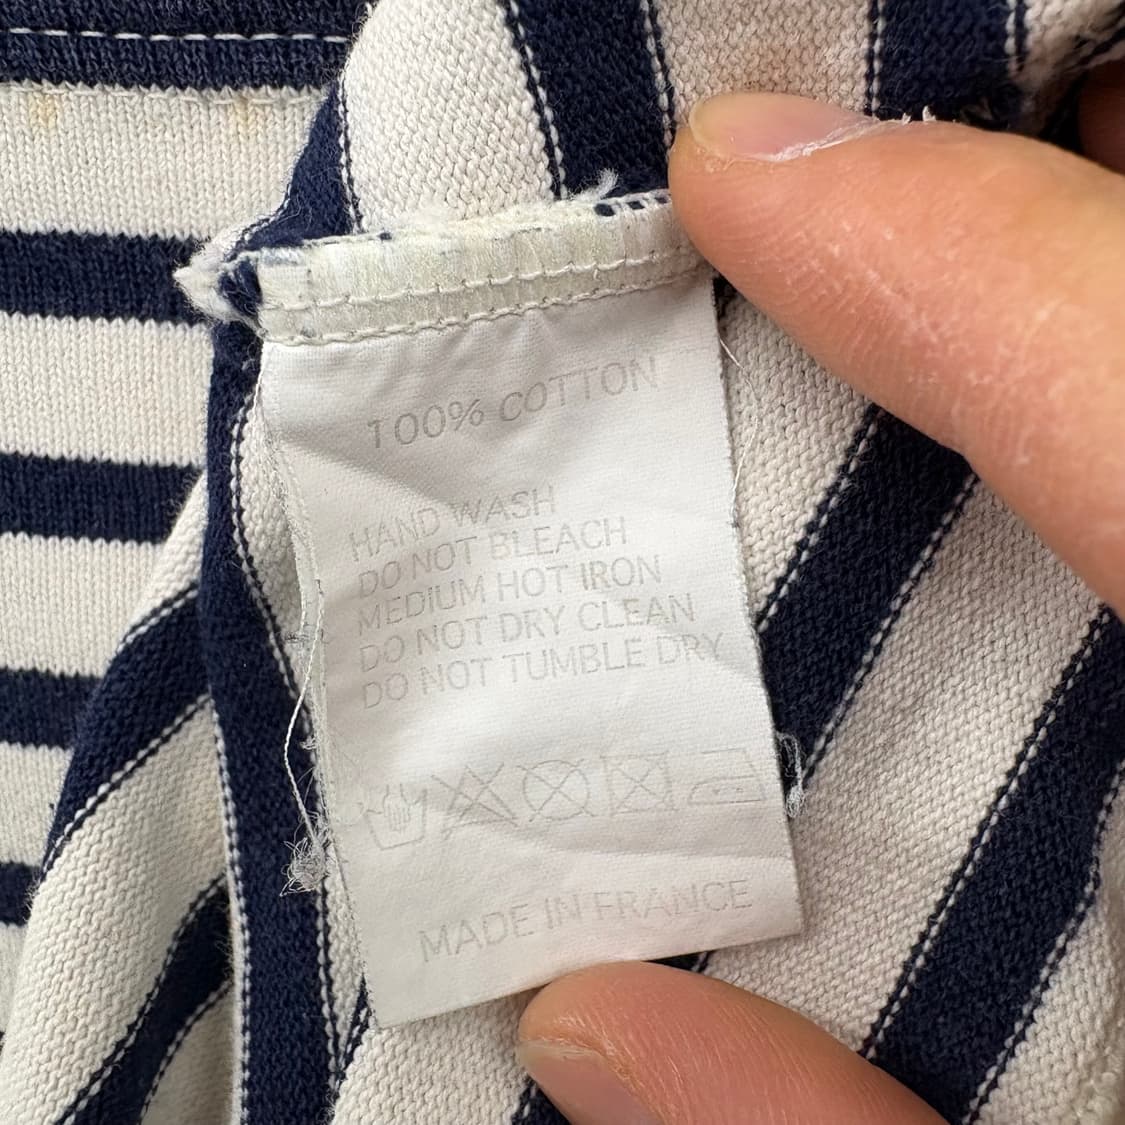 100% COTTON
HAND WASH
DO NOT BLEACH
MEDIUM HOT IRON
DO NOT DRY CLEAN
DO NOT TUMBLE DRY
MADE IN FRANCE